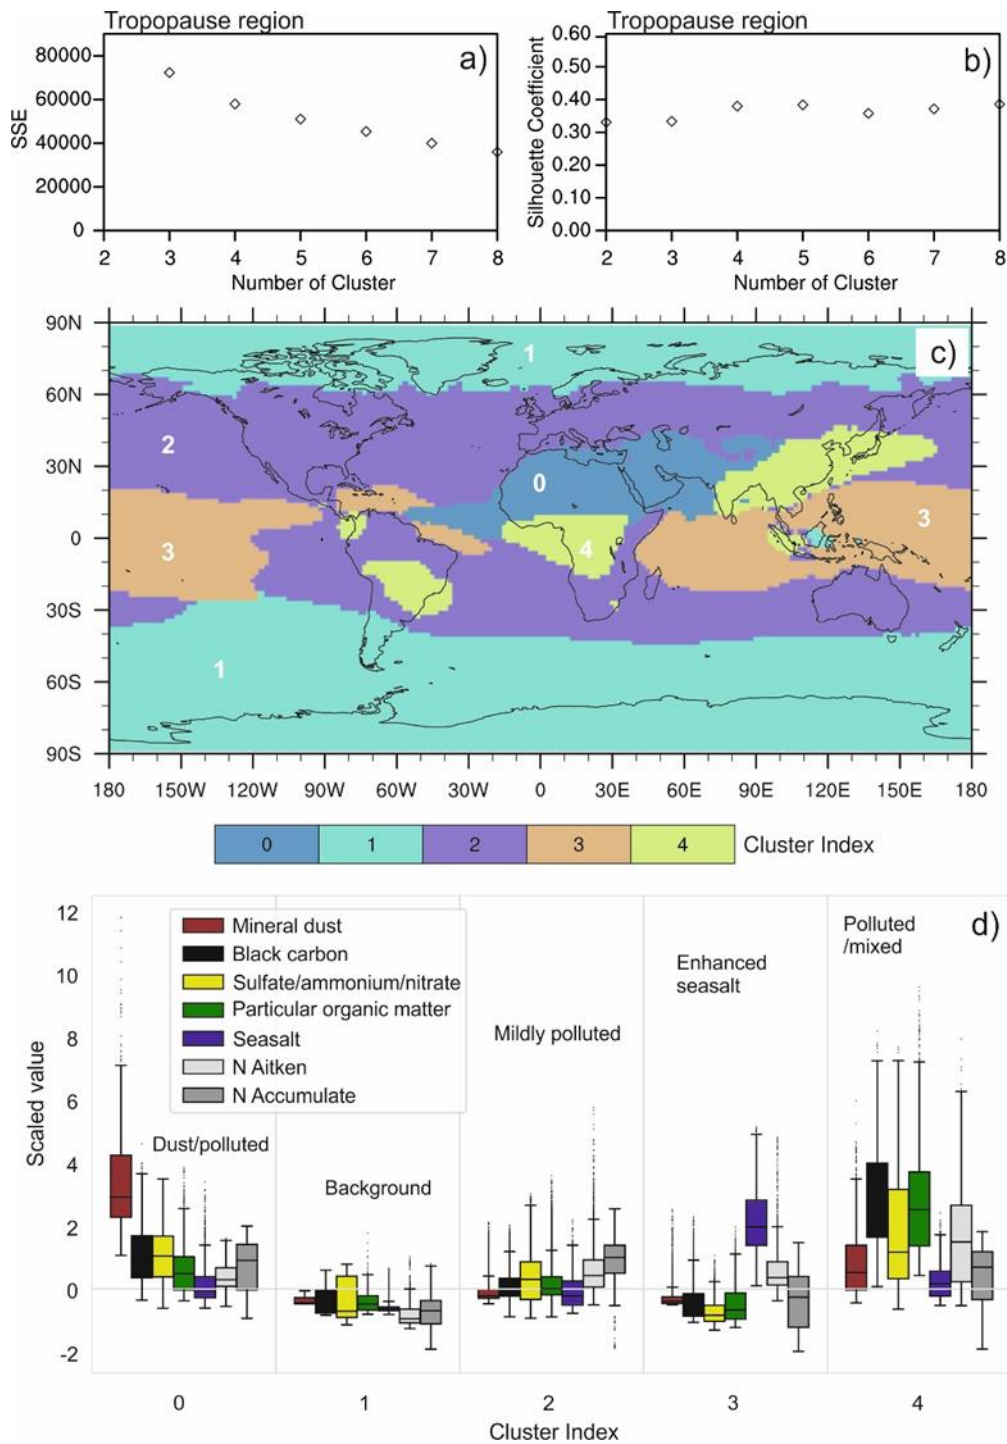 Tropopause region
a)
80000
60000
40000
20000
0
SSE
2 3 4 5 6 7 8
Number of Cluster
Tropopause region
b)
0.60
0.50
0.40
0.30
0.20
0.10
0.00
Silhouette Coefficient
2 3 4 5 6 7 8
Number of Cluster
c)
90N
60N
30N
0
30S
60S
90S
1
2
0
3
4
3
1
180 150W 120W 90W 60W 30W 0 30E 60E 90E 120E 150E 180
0 1 2 3 4 Cluster Index
d)
12
10
8
6
4
2
0
-2
Scaled value
Mineral dust
Black carbon
Sulfate/ammonium/nitrate
Particular organic matter
Seasalt
N Aitken
N Accumulate
Dust/polluted
Background
Mildly polluted
Enhanced
seasalt
Polluted
/mixed
0 1 2 3 4
Cluster Index